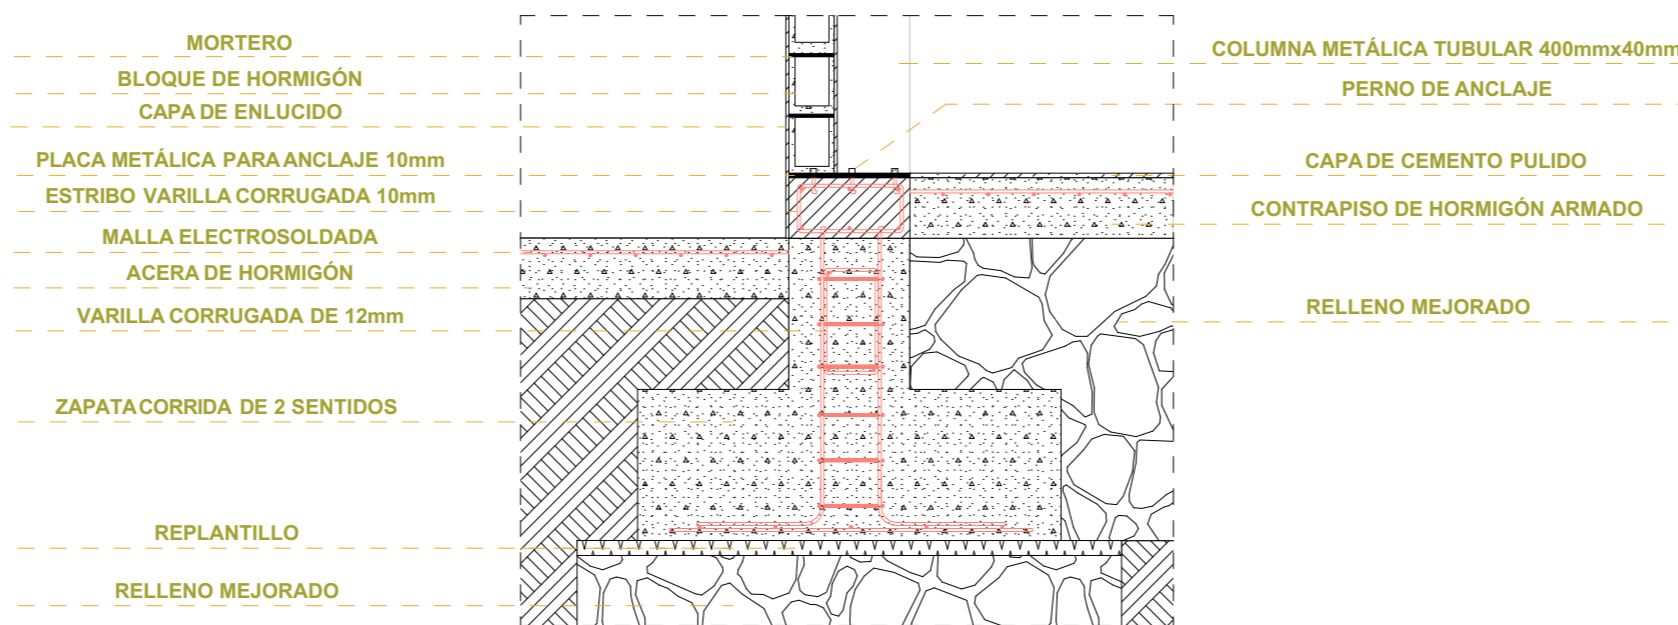 MORTERO
BLOQUE DE HORMIGÓN
CAPA DE ENLUCIDO
PLACA METÁLICA PARA ANCLAJE 10mm
ESTRIBO VARILLA CORRUGADA 10mm
MALLA ELECTROSOLDADA
ACERA DE HORMIGÓN
VARILLA CORRUGADA DE 12mm
ZAPATA CORRIDA DE 2 SENTIDOS
REPLANTILLO
RELLENO MEJORADO
COLUMNA METÁLICA TUBULAR 400mmx40mm
PERNO DE ANCLAJE
CAPA DE CEMENTO PULIDO
CONTRAPISO DE HORMIGÓN ARMADO
RELLENO MEJORADO